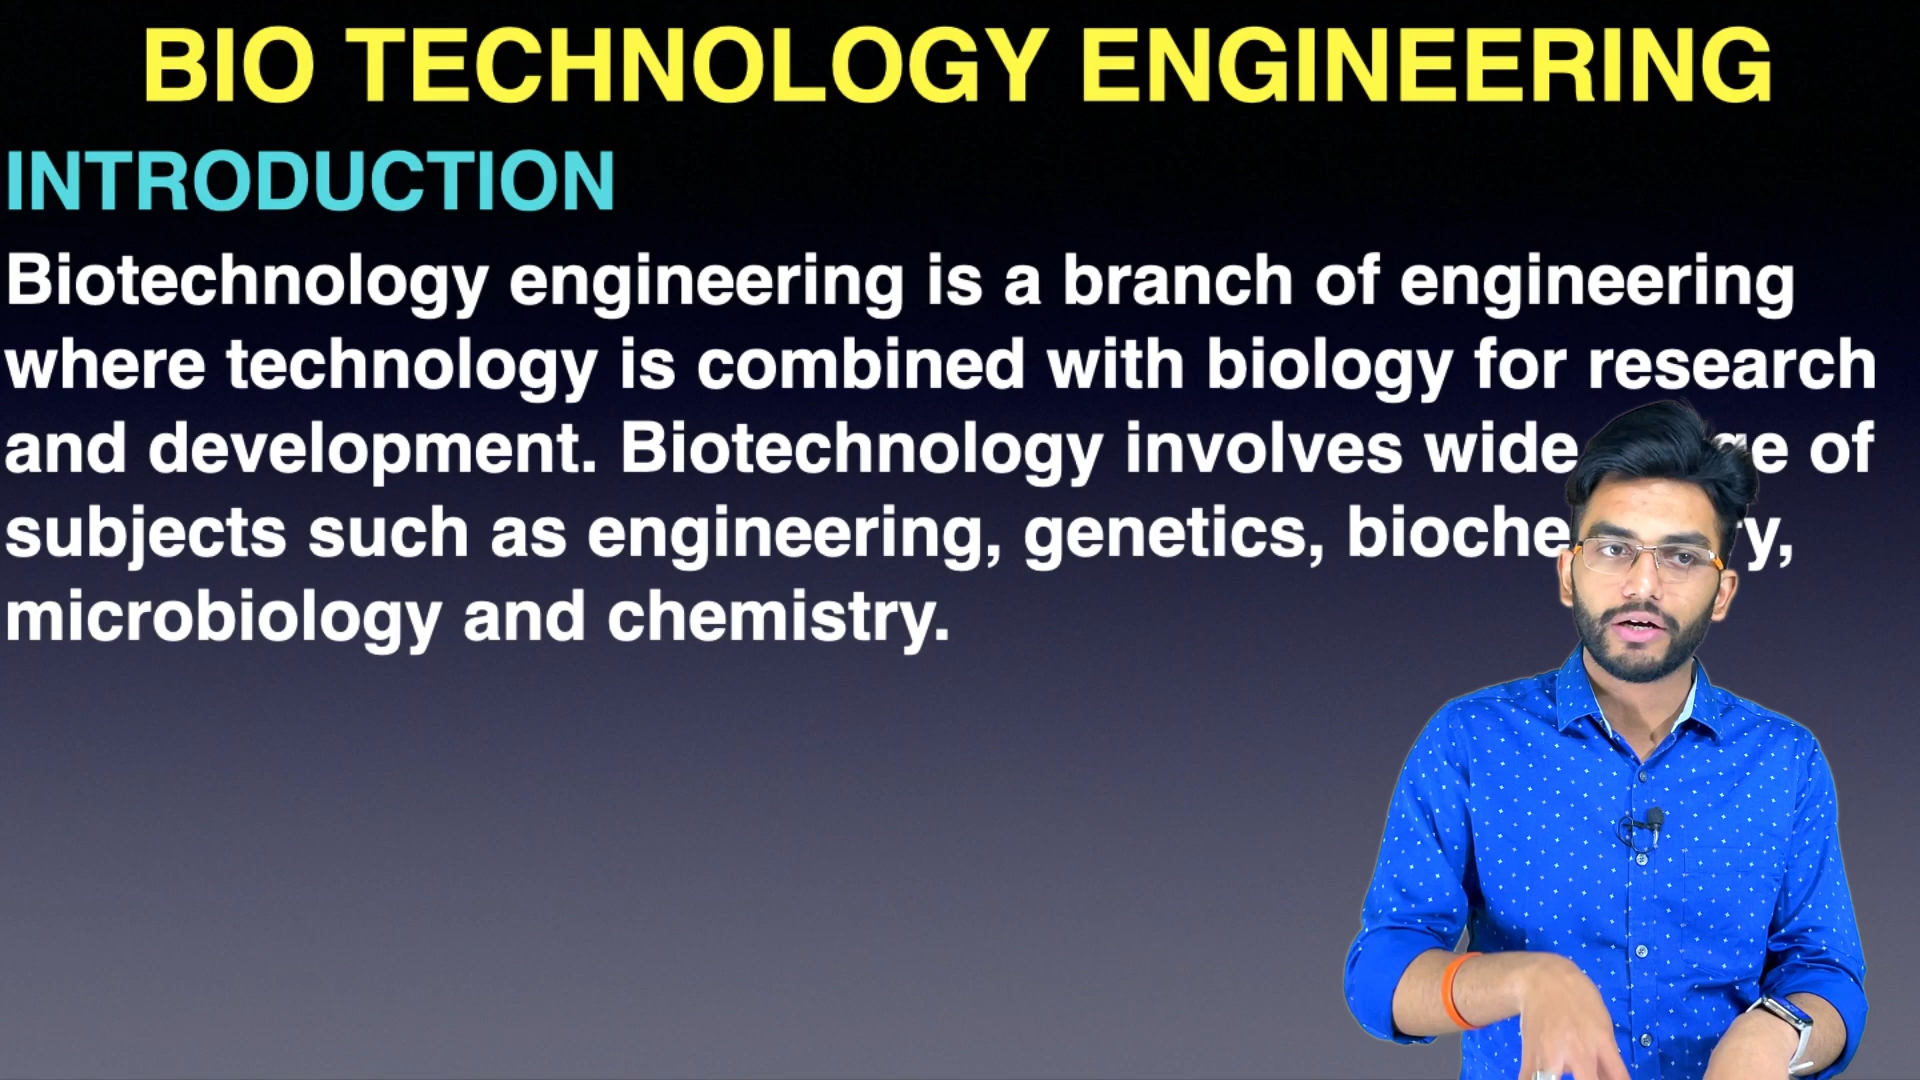 BIO TECHNOLOGY ENGINEERING
INTRODUCTION
Biotechnology engineering is a branch of engineering
where technology is combined with biology for research
and development. Biotechnology involves wide of
subjects such as engineering, genetics,
microbiology and chemistry.